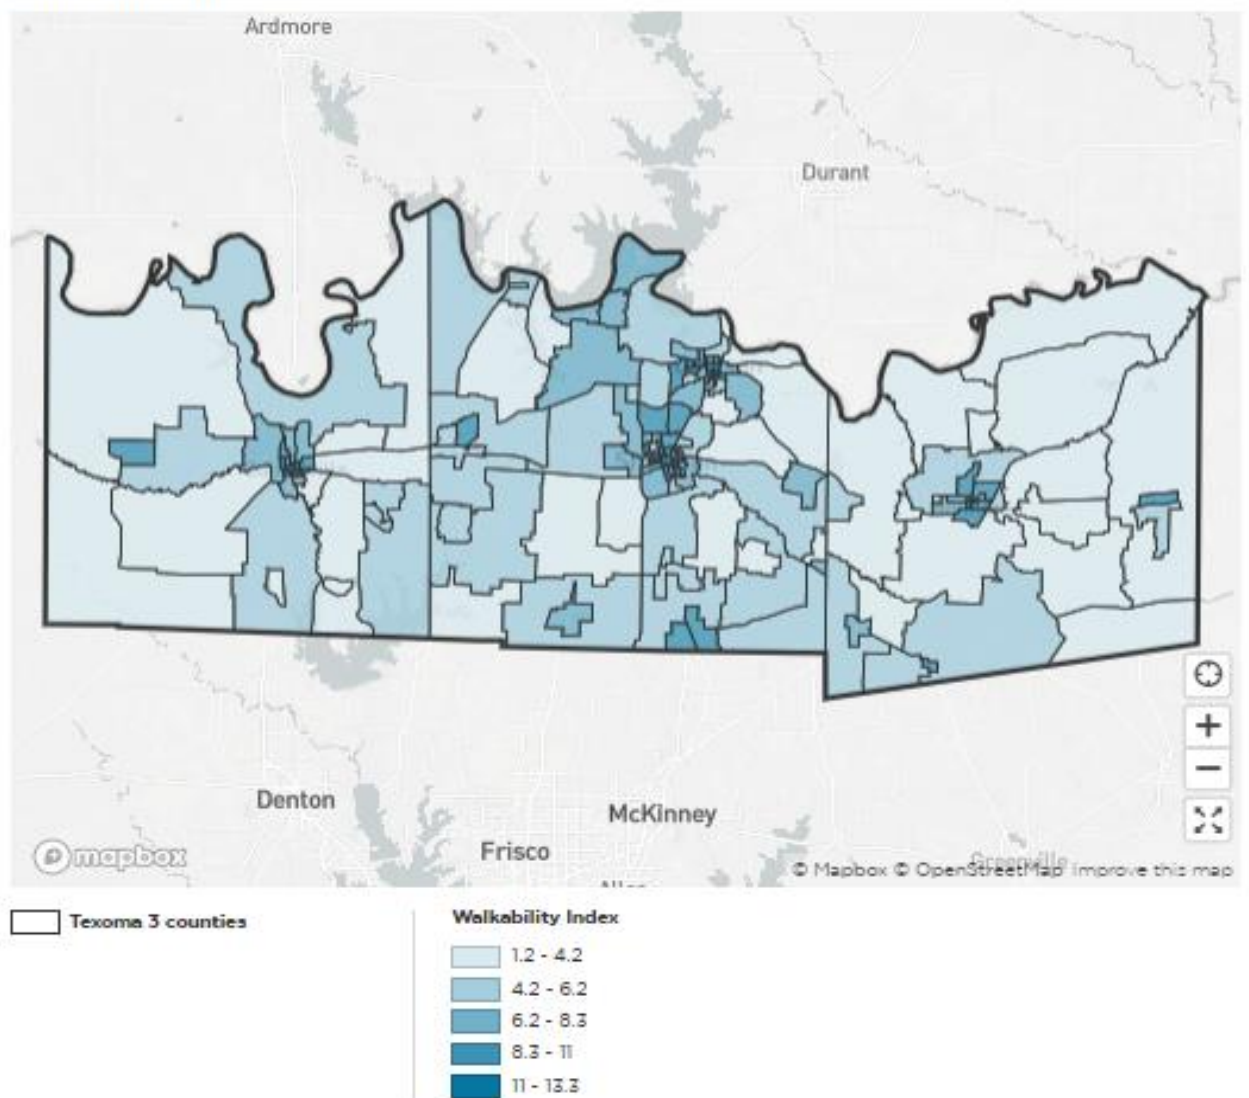 Ardmore
Durant
Denton
McKinney
Frisco
mapbox
Greenville
© Mapbox © OpenStreetMap Improve this map
Texoma 3 counties
Walkability Index
1.2 - 4.2
4.2 - 6.2
6.2 - 8.3
8.3 - 11
11 - 13.3